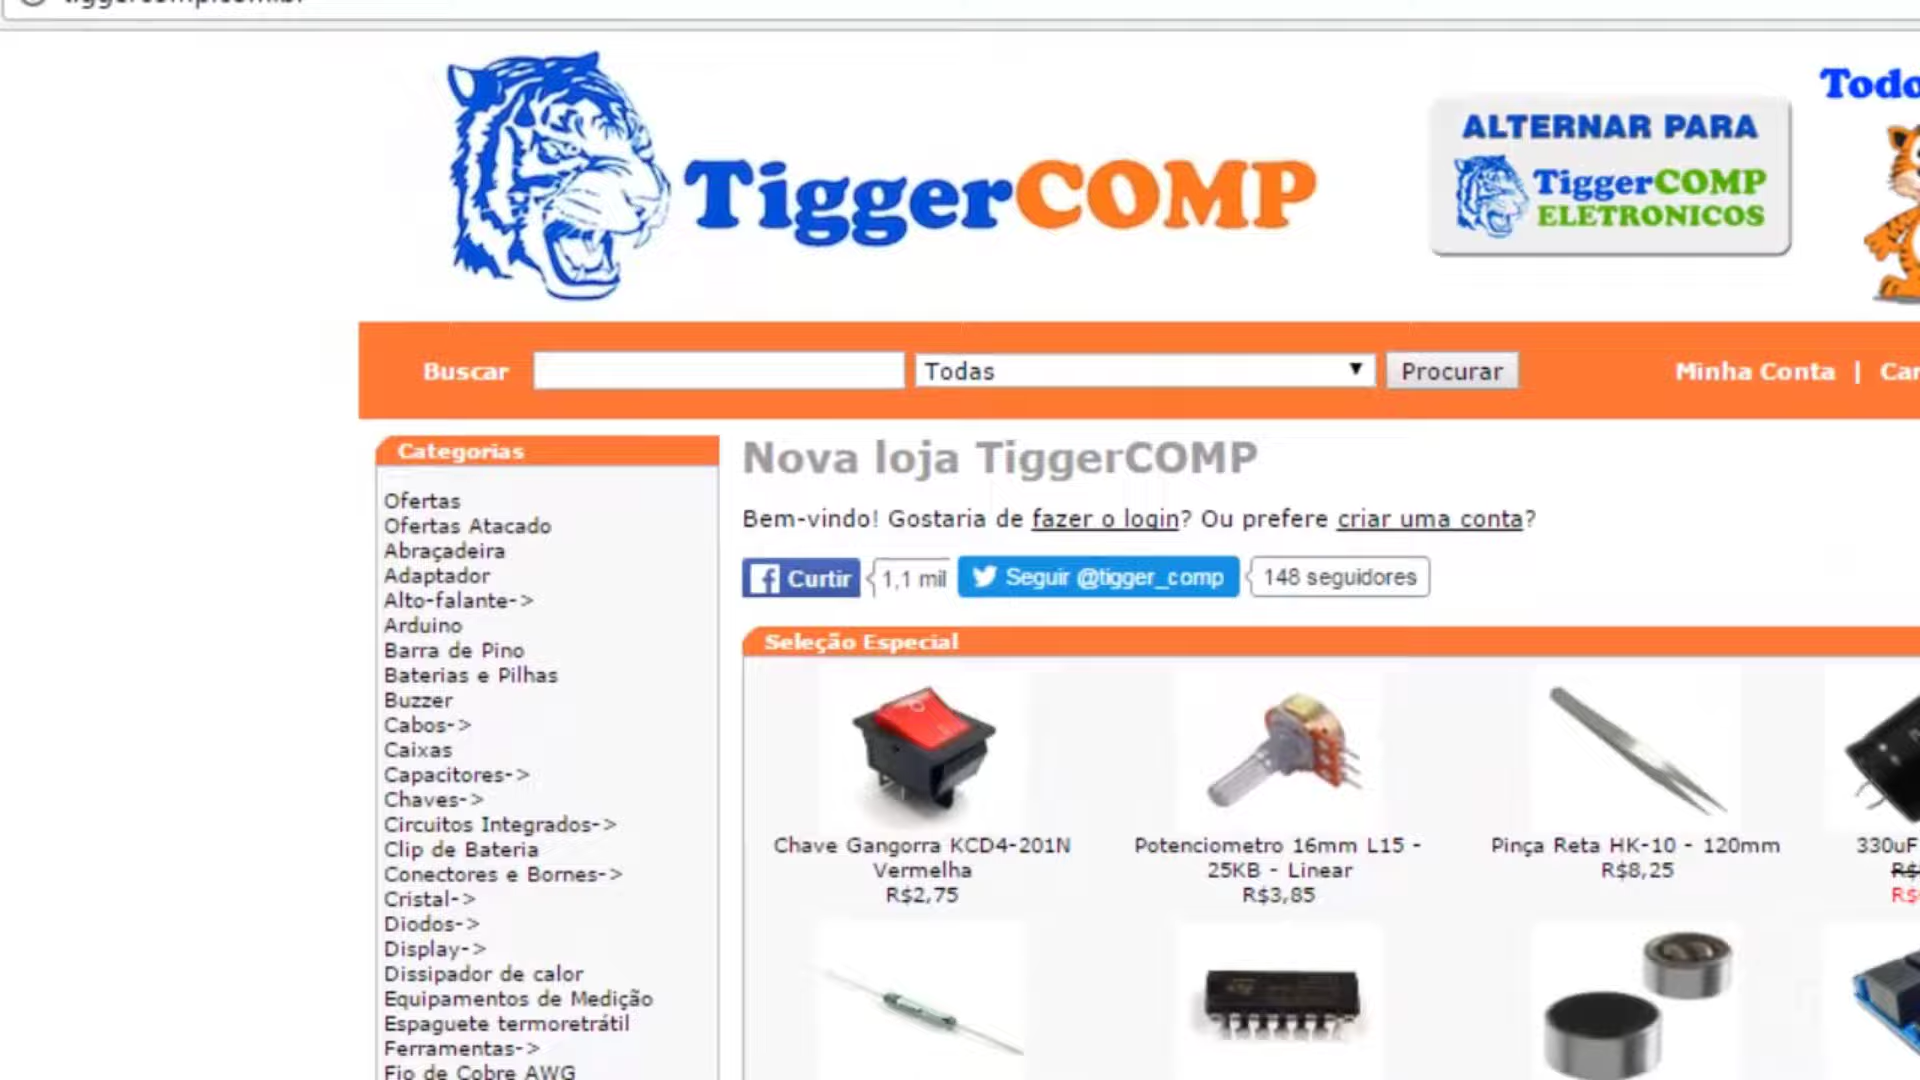 TiggerCOMP
ALTERNAR PARA
TiggerCOMP
ELETRONICOS
Buscar
Todas
Procurar
Minha Conta |
Categorias
Ofertas
Ofertas Atacado
Abraçadeira
Adaptador
Alto-falante->
Arduino
Barra de Pino
Baterias e Pilhas
Buzzer
Cabos->
Caixas
Capacitores->
Chaves->
Circuitos Integrados->
Clip de Bateria
Conectores e Bornes->
Cristal->
Diodos->
Display->
Dissipador de calor
Equipamentos de Medição
Espaguete termoretrátil
Ferramentas->
Fio de Cobre AWG
Nova loja TiggerCOMP
Bem-vindo! Gostaria de fazer o login? Ou prefere criar uma conta?
Curtir
1,1 mil
Seguir @tigger_comp
148 seguidores
Seleção Especial
Chave Gangorra KCD4-201N
Vermelha
R$2,75
Potenciometro 16mm L15 -
25KB - Linear
R$3,85
Pinça Reta HK-10 - 120mm
R$8,25
330uF